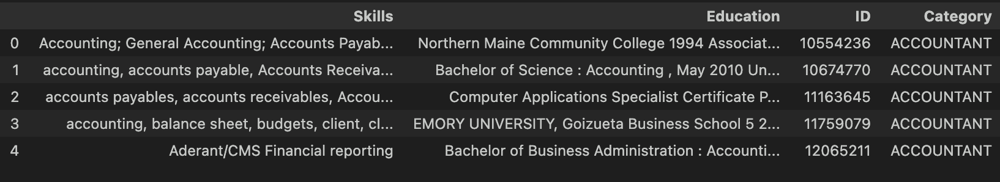 Skills Education ID Category
0 Accounting; General Accounting; Accounts Payab... Northern Maine Community College 1994 Associat... 10554236 ACCOUNTANT
1 accounting, accounts payable, Accounts Receiva... Bachelor of Science : Accounting , May 2010 Un... 10674770 ACCOUNTANT
2 accounts payables, accounts receivables, Accou... Computer Applications Specialist Certificate P... 11163645 ACCOUNTANT
3 accounting, balance sheet, budgets, client, cl... EMORY UNIVERSITY, Goizueta Business School 5 2... 11759079 ACCOUNTANT
4 Aderant/CMS Financial reporting Bachelor of Business Administration : Accounti... 12065211 ACCOUNTANT